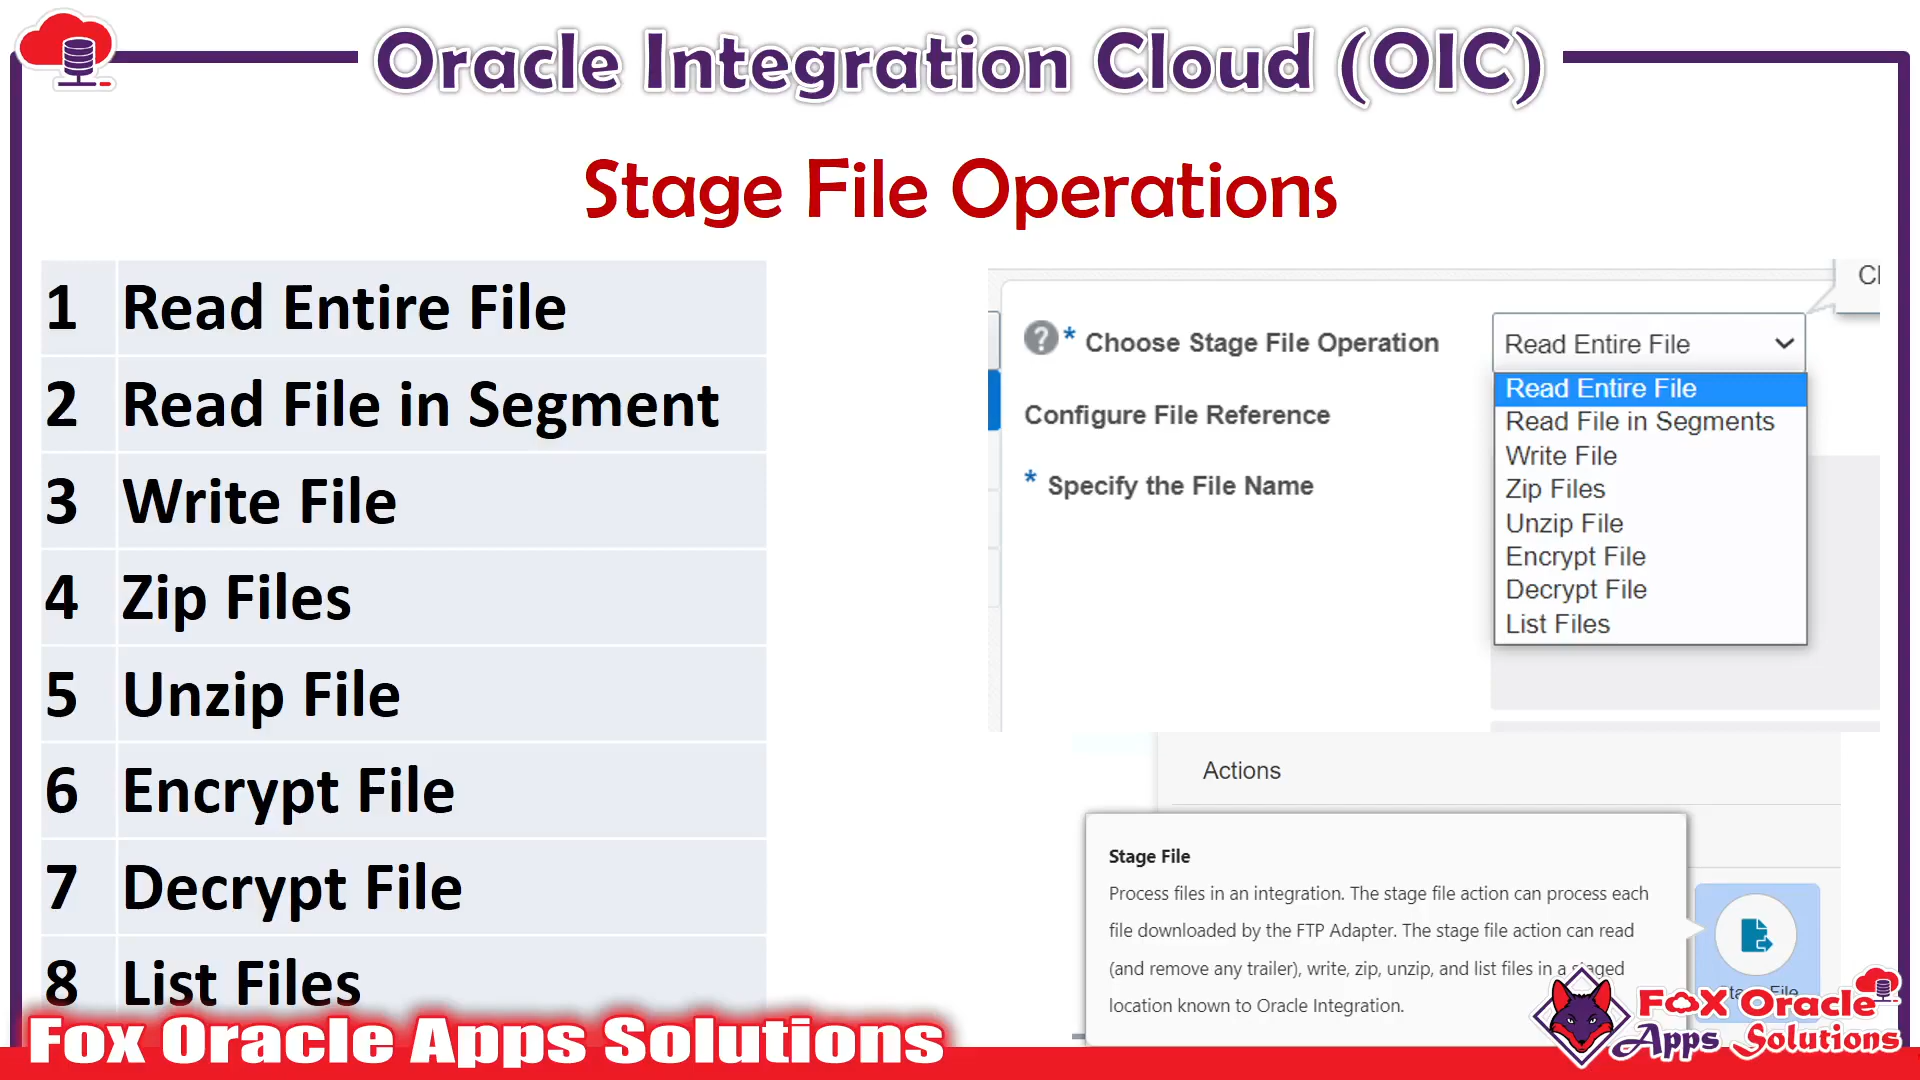 Oracle Integration Cloud (OIC)
Stage File Operations
1 Read Entire File
2 Read File in Segment
3 Write File
4 Zip Files
5 Unzip File
6 Encrypt File
7 Decrypt File
8 List Files
Cl
* Choose Stage File Operation
Read Entire File
Read Entire File
Read File in Segments
Write File
Zip Files
Unzip File
Encrypt File
Decrypt File
List Files
Configure File Reference
* Specify the File Name
Actions
Stage File
Process files in an integration. The stage file action can process each
file downloaded by the FTP Adapter. The stage file action can read
(and remove any trailer), write, zip, unzip, and list files in a staged
location known to Oracle Integration.
Stage File
Fox Oracle Apps Solutions
Fox Oracle
Apps Solutions